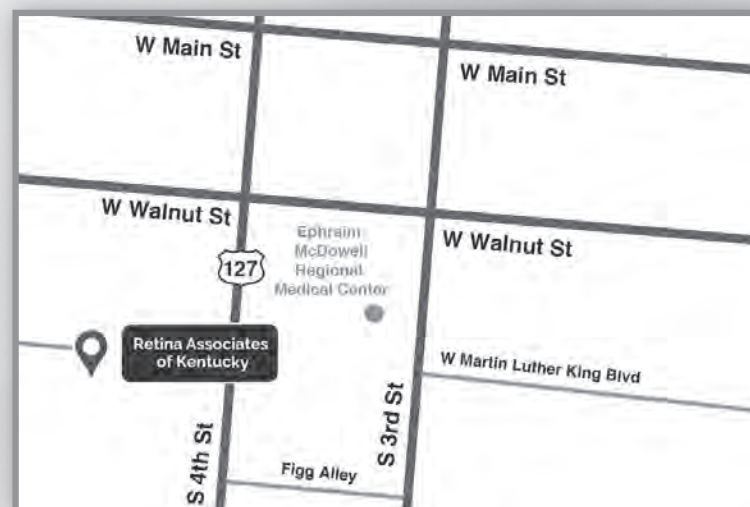 W Main St
W Main St
W Walnut St
W Walnut St
Ephraim
McDowell
Regional
Medical Center
127
Retina Associates
of Kentucky
W Martin Luther King Blvd
S 3rd St
S 4th St
Figg Alley